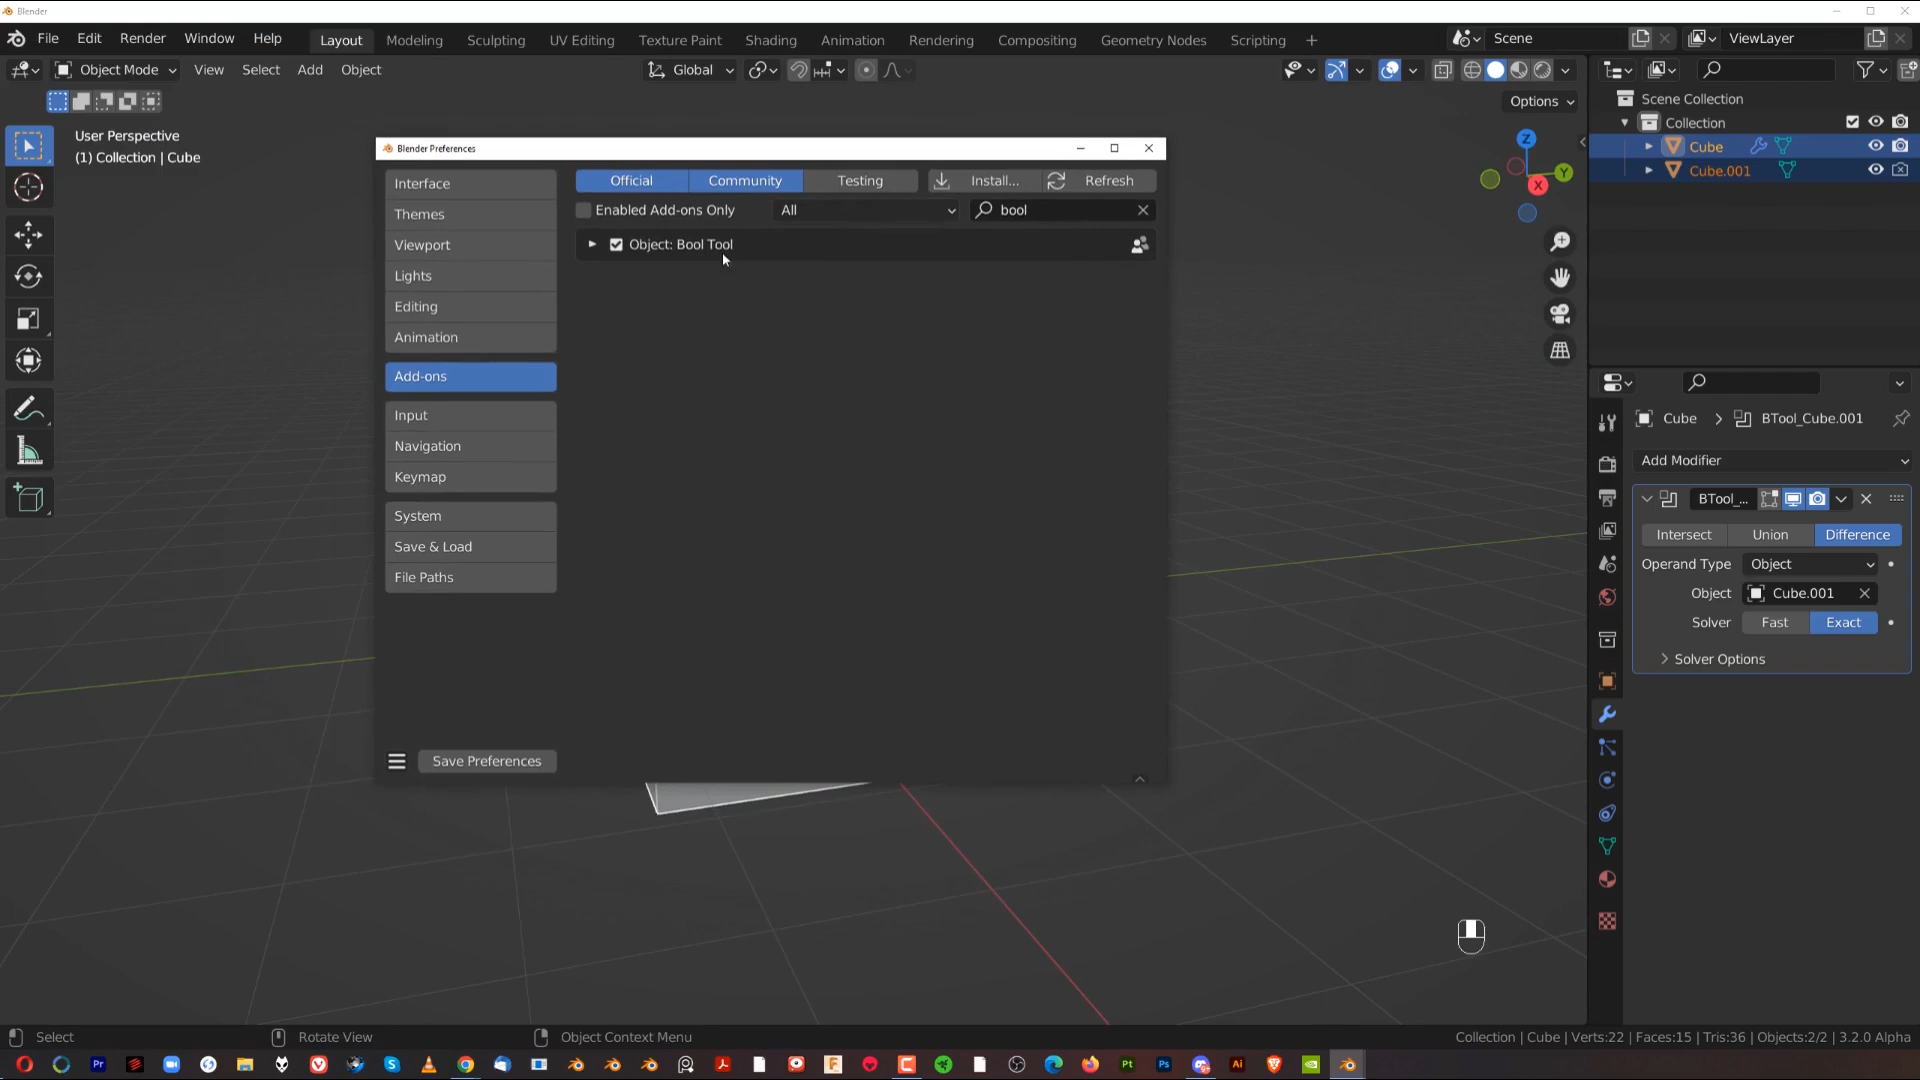 Blender
File Edit Render Window Help Layout Modeling Sculpting UV Editing Texture Paint Shading Animation Rendering Compositing Geometry Nodes Scripting + Scene ViewLayer
Object Mode View Select Add Object Global
Options
User Perspective
(1) Collection | Cube
Scene Collection
Collection
Cube
Cube.001
Z
Y
X
Blender Preferences
Interface
Themes
Viewport
Lights
Editing
Animation
Add-ons
Input
Navigation
Keymap
System
Save & Load
File Paths
Save Preferences
Official Community Testing Install... Refresh
Enabled Add-ons Only All bool
Object: Bool Tool
Cube > BTool_Cube.001
Add Modifier
BTool_...
Intersect Union Difference
Operand Type Object
Object Cube.001
Solver Fast Exact
Solver Options
Select Rotate View Object Context Menu Collection | Cube | Verts:22 | Faces:15 | Tris:36 | Objects:2/2 | 3.2.0 Alpha
Pr
S
F
Pt Ps Ai